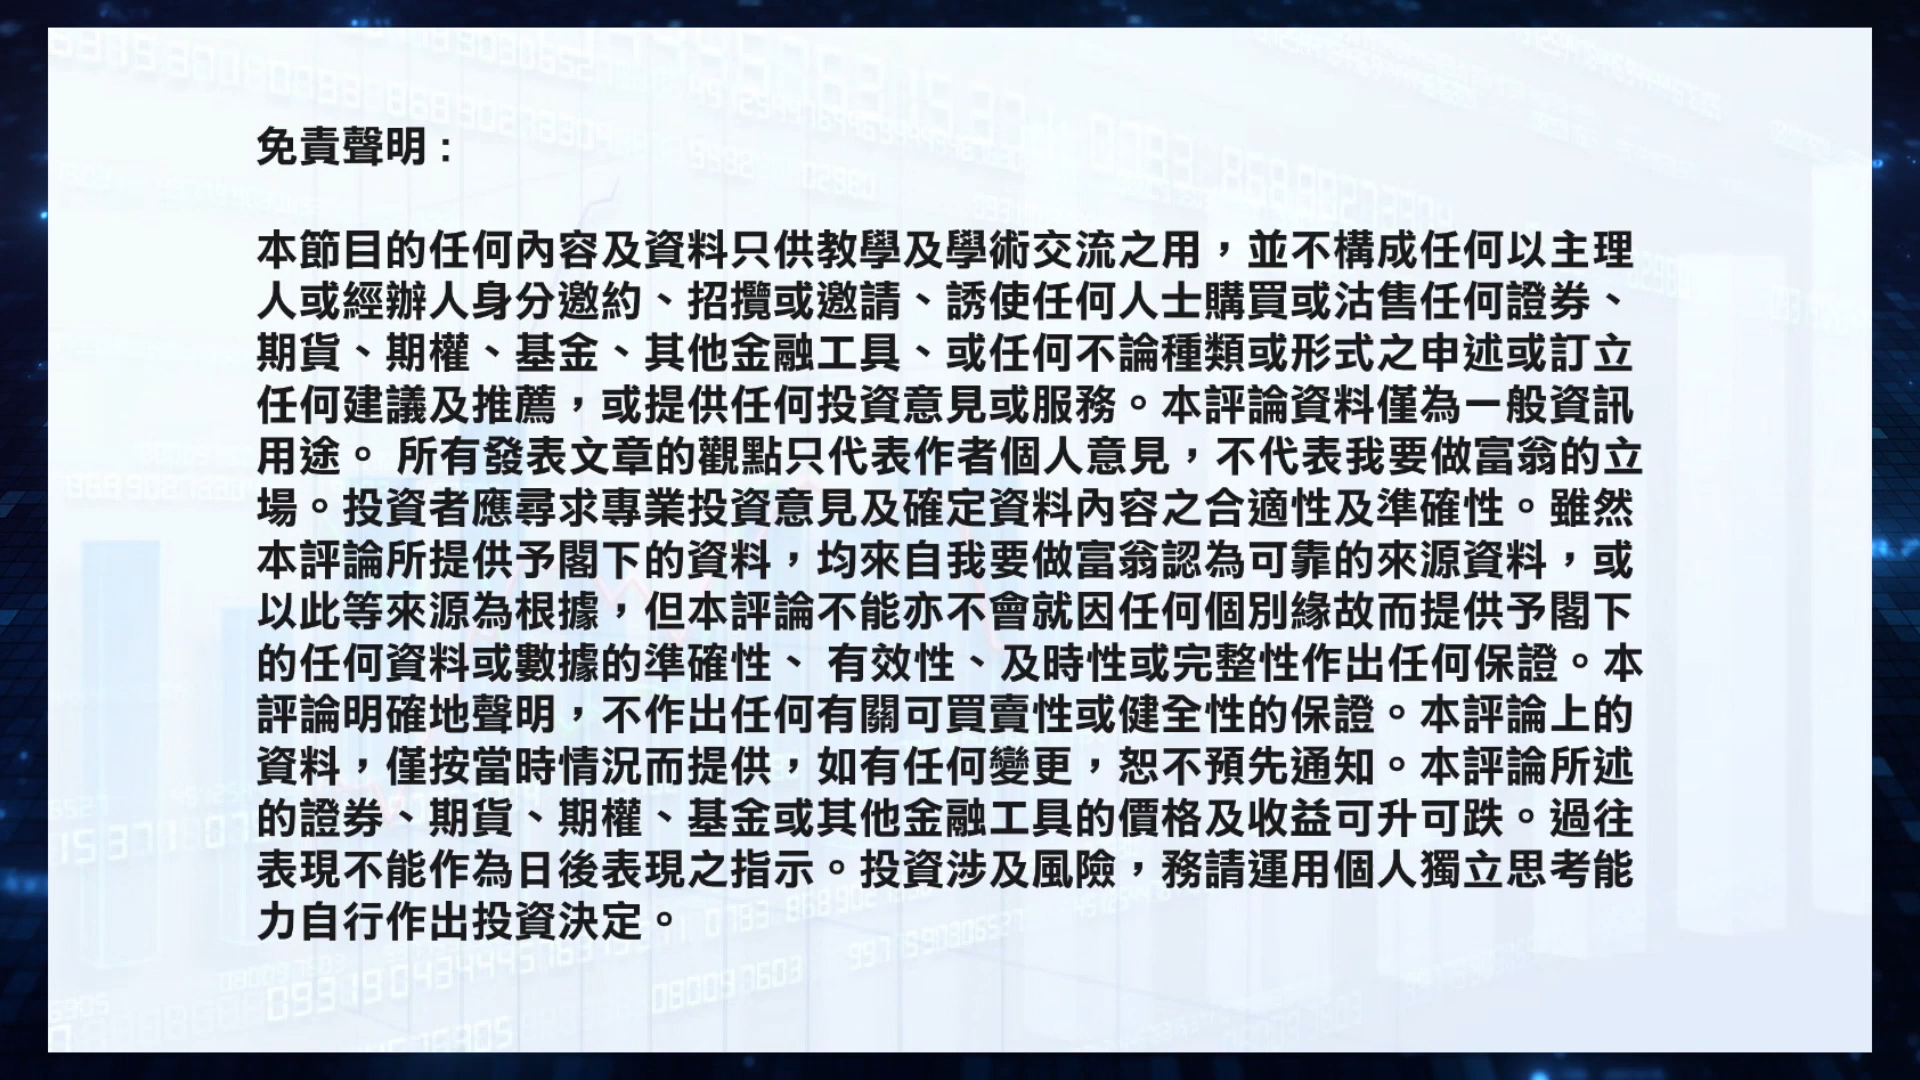 免責聲明：
本節目的任何內容及資料只供教學及學術交流之用，並不構成任何以主理
人或經辦人身分邀約、招攬或邀請、誘使任何人士購買或沽售任何證券、
期貨、期權、基金、其他金融工具、或任何不論種類或形式之申述或訂立
任何建議及推薦，或提供任何投資意見或服務。本評論資料僅為一般資訊
用途。 所有發表文章的觀點只代表作者個人意見，不代表我要做富翁的立
場。投資者應尋求專業投資意見及確定資料內容之合適性及準確性。雖然
本評論所提供予閣下的資料，均來自我要做富翁認為可靠的來源資料，或
以此等來源為根據，但本評論不能亦不會就因任何個別緣故而提供予閣下
的任何資料或數據的準確性、 有效性、及時性或完整性作出任何保證。本
評論明確地聲明，不作出任何有關可買賣性或健全性的保證。本評論上的
資料，僅按當時情況而提供，如有任何變更，恕不預先通知。本評論所述
的證券、期貨、期權、基金或其他金融工具的價格及收益可升可跌。過往
表現不能作為日後表現之指示。投資涉及風險，務請運用個人獨立思考能
力自行作出投資決定。